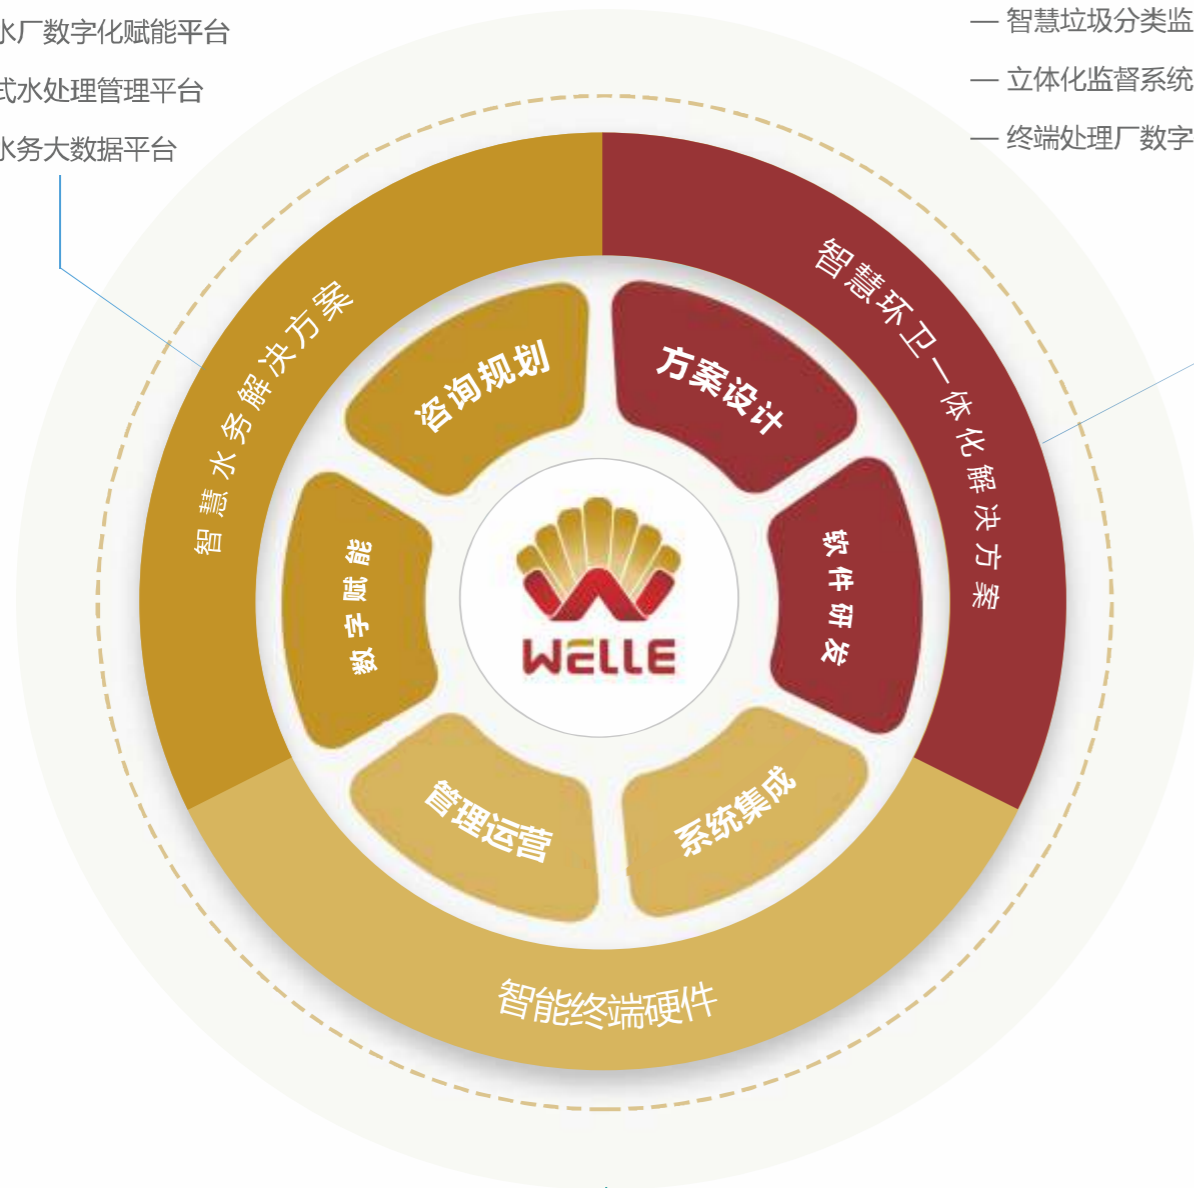 水厂数字化赋能平台
式水处理管理平台
水务大数据平台
— 智慧垃圾分类监
— 立体化监督系统
— 终端处理厂数字
智慧水务解决方案
智慧环卫一体化解决方案
咨询规划
方案设计
数字赋能
软件研发
WELLE
管理运营
系统集成
智能终端硬件